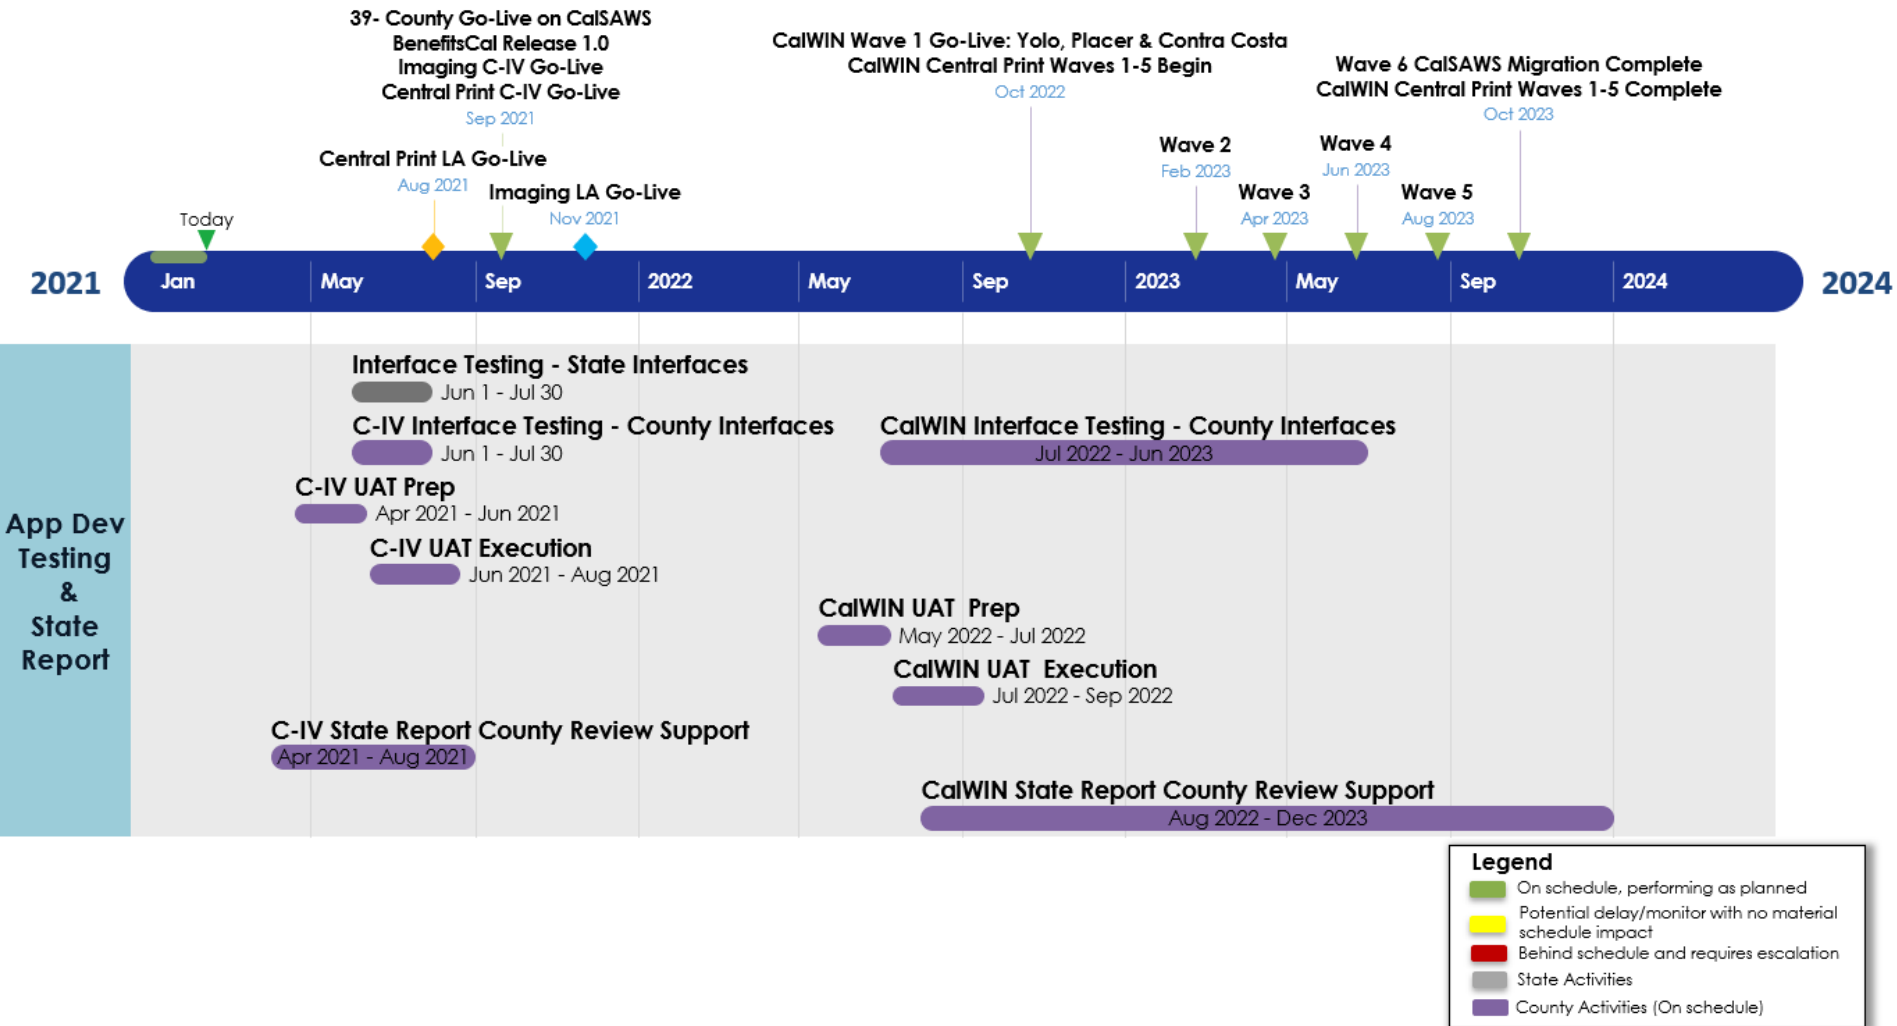 39- County Go-Live on CalSAWS
BenefitsCal Release 1.0
Imaging C-IV Go-Live
Central Print C-IV Go-Live
Sep 2021
CalWIN Wave 1 Go-Live: Yolo, Placer & Contra Costa
CalWIN Central Print Waves 1-5 Begin
Oct 2022
Wave 6 CalSAWS Migration Complete
CalWIN Central Print Waves 1-5 Complete
Oct 2023
Central Print LA Go-Live
Aug 2021
Imaging LA Go-Live
Nov 2021
Wave 2
Feb 2023
Wave 3
Apr 2023
Wave 4
Jun 2023
Wave 5
Aug 2023
Today
2021
Jan
May
Sep
2022
May
Sep
2023
May
Sep
2024
2024
App Dev
Testing
&
State
Report
Interface Testing - State Interfaces
Jun 1 - Jul 30
C-IV Interface Testing - County Interfaces
Jun 1 - Jul 30
CalWIN Interface Testing - County Interfaces
Jul 2022 - Jun 2023
C-IV UAT Prep
Apr 2021 - Jun 2021
C-IV UAT Execution
Jun 2021 - Aug 2021
CalWIN UAT  Prep
May 2022 - Jul 2022
CalWIN UAT  Execution
Jul 2022 - Sep 2022
C-IV State Report County Review Support
Apr 2021 - Aug 2021
CalWIN State Report County Review Support
Aug 2022 - Dec 2023
Legend
On schedule, performing as planned
Potential delay/monitor with no material
schedule impact
Behind schedule and requires escalation
State Activities
County Activities (On schedule)